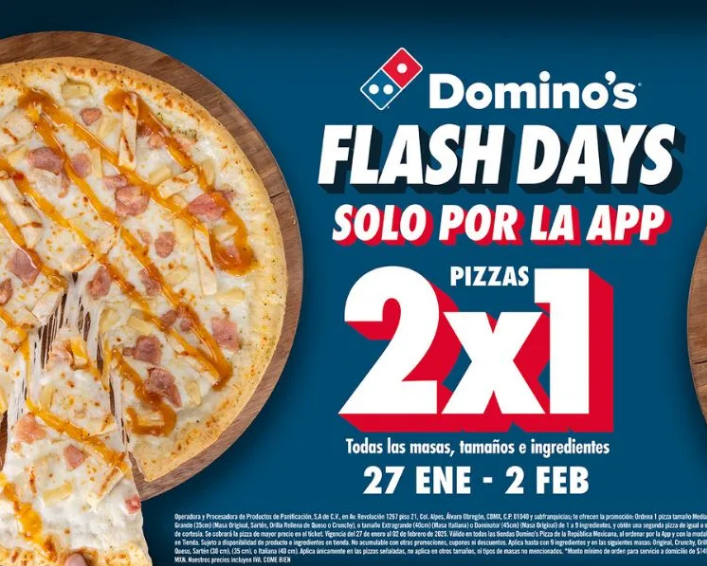 Domino's
FLASH DAYS
SOLO POR LA APP
PIZZAS
2x1
Todas las masas, tamaños e ingredientes
27 ENE - 2 FEB
Operadora y Procesadora de Productos de Panificación, S.A de C.V., en Av. Revolución 1267 piso 21, Col. Alpes, Álvaro Obregón, CDMX, C.P. 01040 y subfranquicias; te ofrecen la promoción: Ordena 1 pizza tamaño Media
Grande (35cm) (Masa Original, Sartén, Orilla Rellena de Queso o Crunchy), o tamaño Extragrande (40cm) (Masa Italiana) o Dominator (45cm) (Masa Original) de 1 a 9 ingredientes, y obtén una segunda pizza de igual o
de cortesía. Se cobrará la pizza de mayor precio en el ticket. Vigencia del 27 de enero al 02 de febrero de 2025. Válido en todas las tiendas Domino's Pizza de la República Mexicana, al ordenar por la App y con la modal
en Tienda. Sujeto a disponibilidad de producto e ingredientes en tienda. No acumulable con otras promociones, cupones ni descuentos. Aplica hasta con 9 ingredientes y en las siguientes masas: Original, Crunchy, Orill
Queso, Sartén (30 cm), (35 cm), o Italiana (40 cm). Aplica únicamente en las pizzas señaladas, no aplica en otros tamaños, ni tipos de masas no mencionados. *Monto mínimo de orden para servicio a domicilio de
MXN. Nuestros precios incluyen IVA. COME BIEN